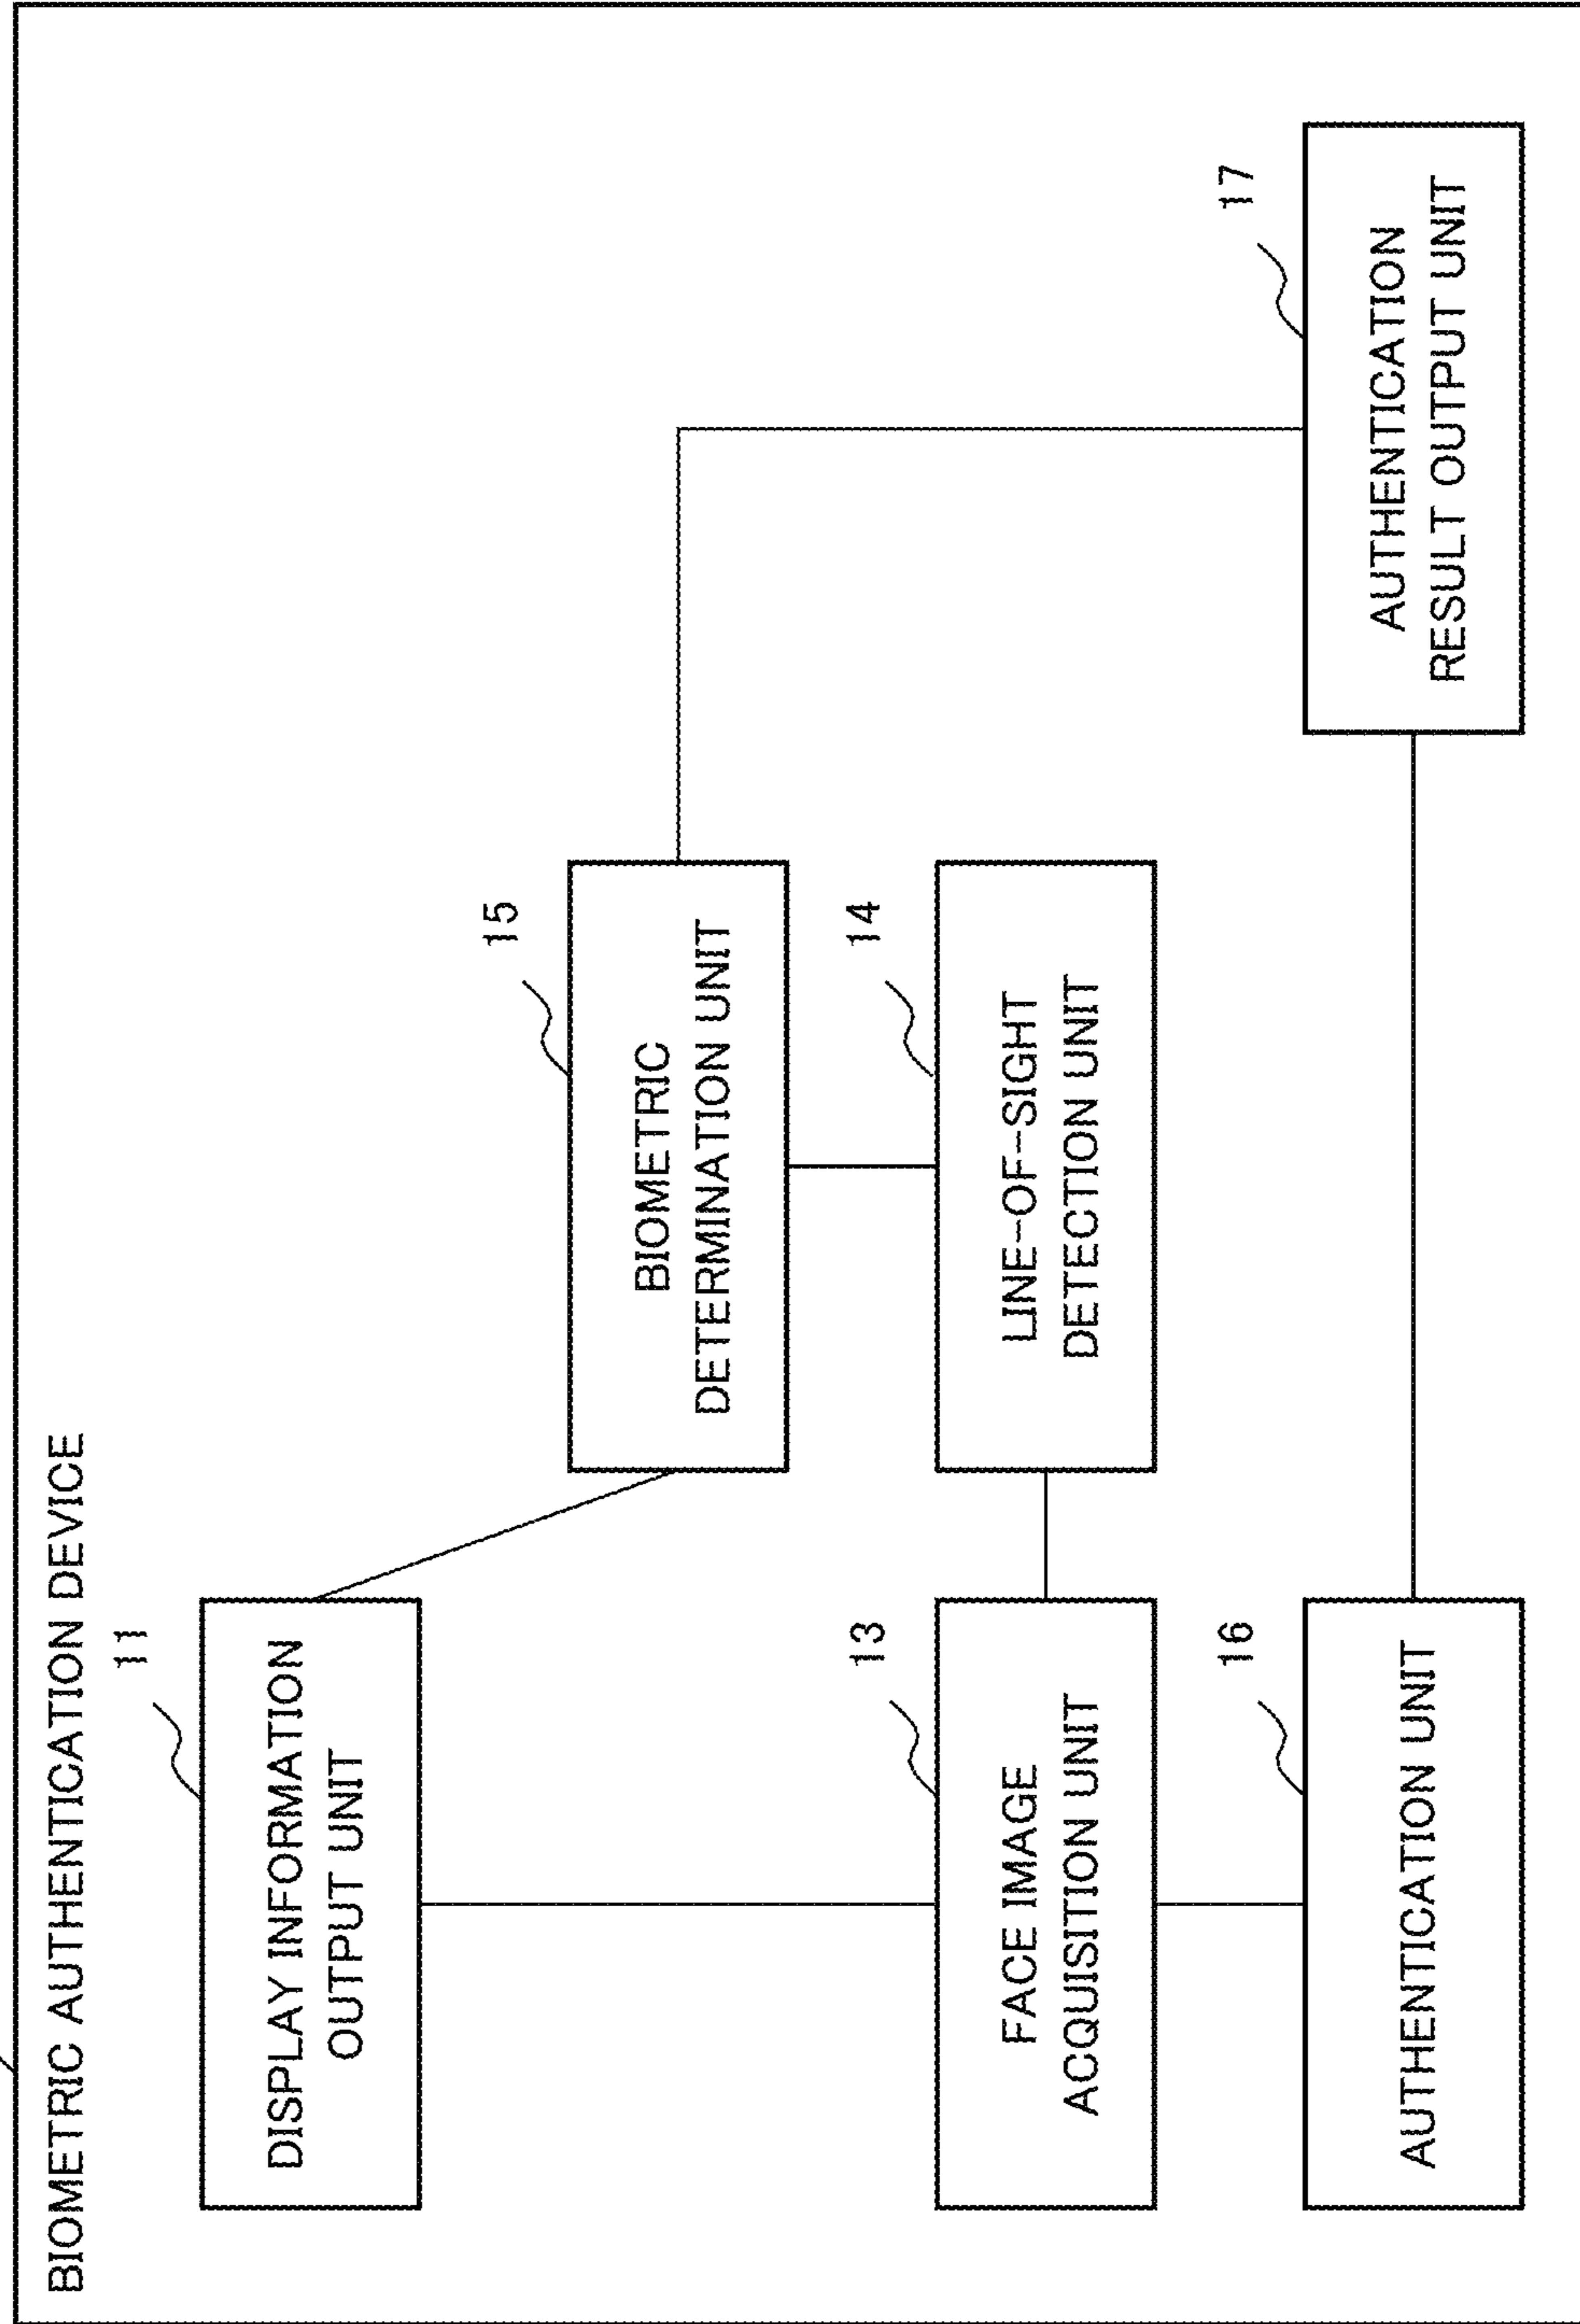 BIOMETRIC AUTHENTICATION DEVICE
11
DISPLAY INFORMATION
OUTPUT UNIT
15
BIOMETRIC
DETERMINATION UNIT
13
FACE IMAGE
ACQUISITION UNIT
14
LINE-OF-SIGHT
DETECTION UNIT
16
AUTHENTICATION UNIT
17
AUTHENTICATION
RESULT OUTPUT UNIT